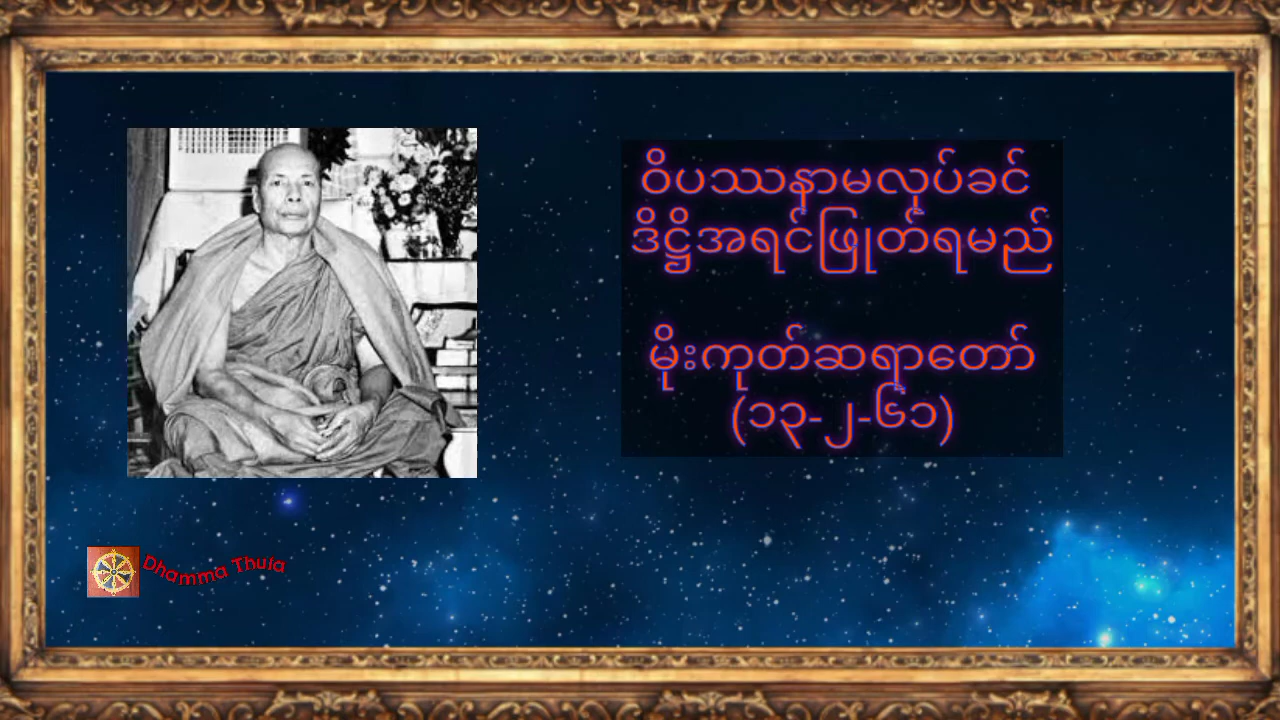 ဝိပဿနာမလုပ်ခင်
ဒိဋ္ဌိအရင်ဖြုတ်ရမည်
မိုးကုတ်ဆရာတော်
(၁၃-၂-၆၁)
Dhamma Thuta